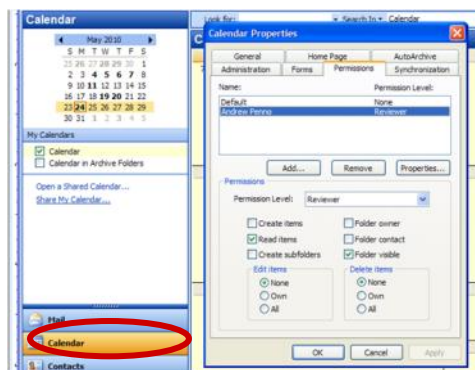 Calendar
May 2010
S M T W T F S
25 26 27 28 29 30 1
2 3 4 5 6 7 8
9 10 11 12 13 14 15
16 17 18 19 20 21 22
23 24 25 26 27 28 29
30 31 1 2 3 4 5
My Calendars
Calendar
Calendar in Archive Folders
Open a Shared Calendar...
Share My Calendar...
Mail
Calendar
Contacts
Look for:
Search In
Calendar
Calendar Properties
General
Home Page
AutoArchive
Administration
Forms
Permissions
Synchronization
Name:
Permission Level:
Default
None
Andrew Penno
Reviewer
Add...
Remove
Properties...
Permissions
Permission Level:
Reviewer
Create items
Folder owner
Read items
Folder contact
Create subfolders
Folder visible
Edit items
Delete items
None
None
Own
Own
All
All
OK
Cancel
Apply